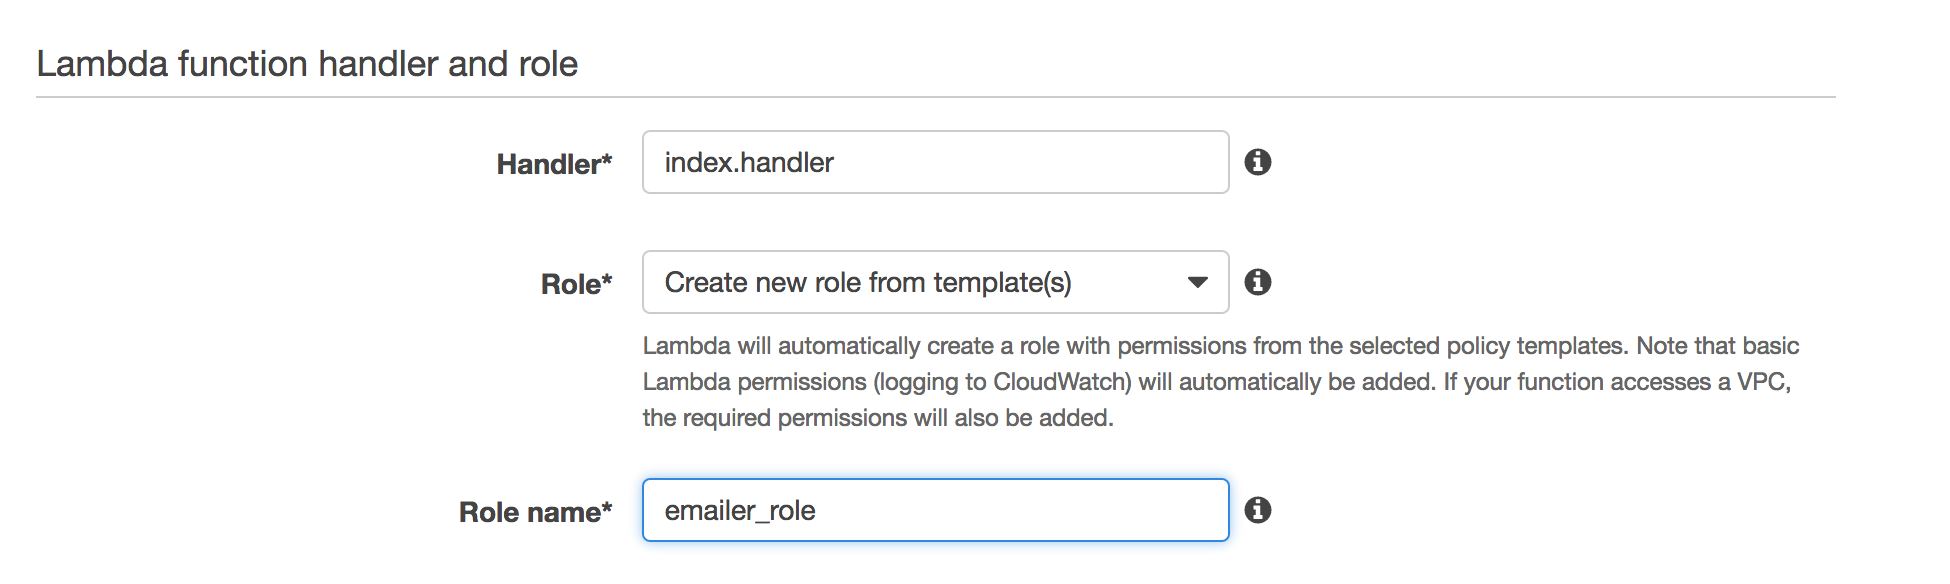 Lambda function handler and role
Handler* index.handler
Role* Create new role from template(s)
Lambda will automatically create a role with permissions from the selected policy templates. Note that basic
Lambda permissions (logging to CloudWatch) will automatically be added. If your function accesses a VPC,
the required permissions will also be added.
Role name* emailer_role